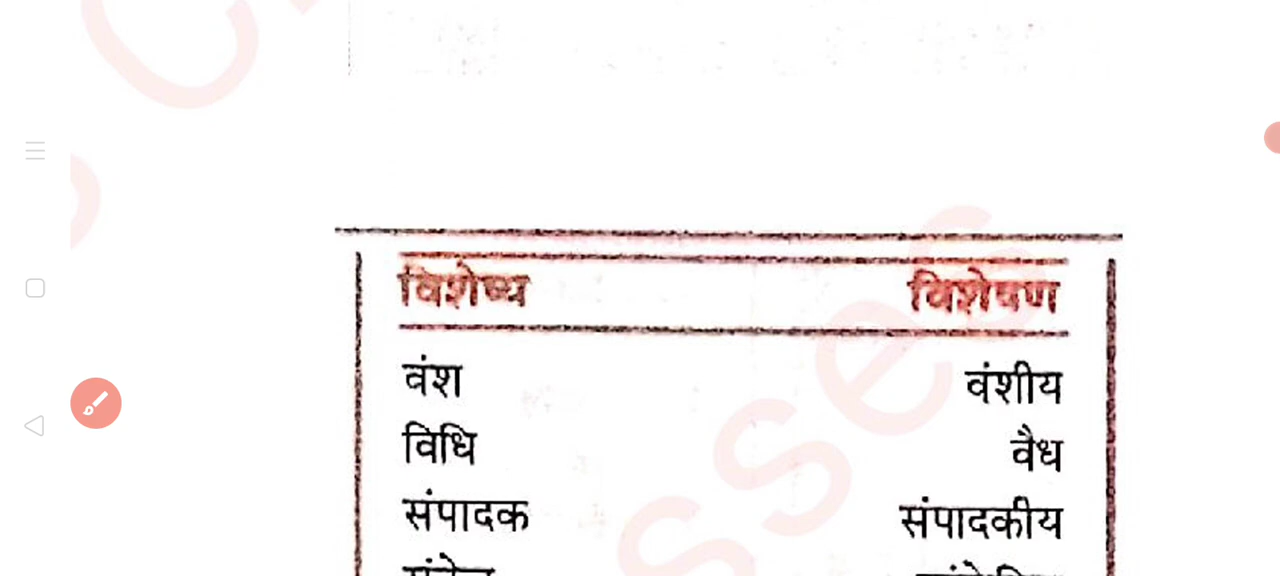 विशेष्य विशेषण
वंश वंशीय
विधि वैध
संपादक संपादकीय